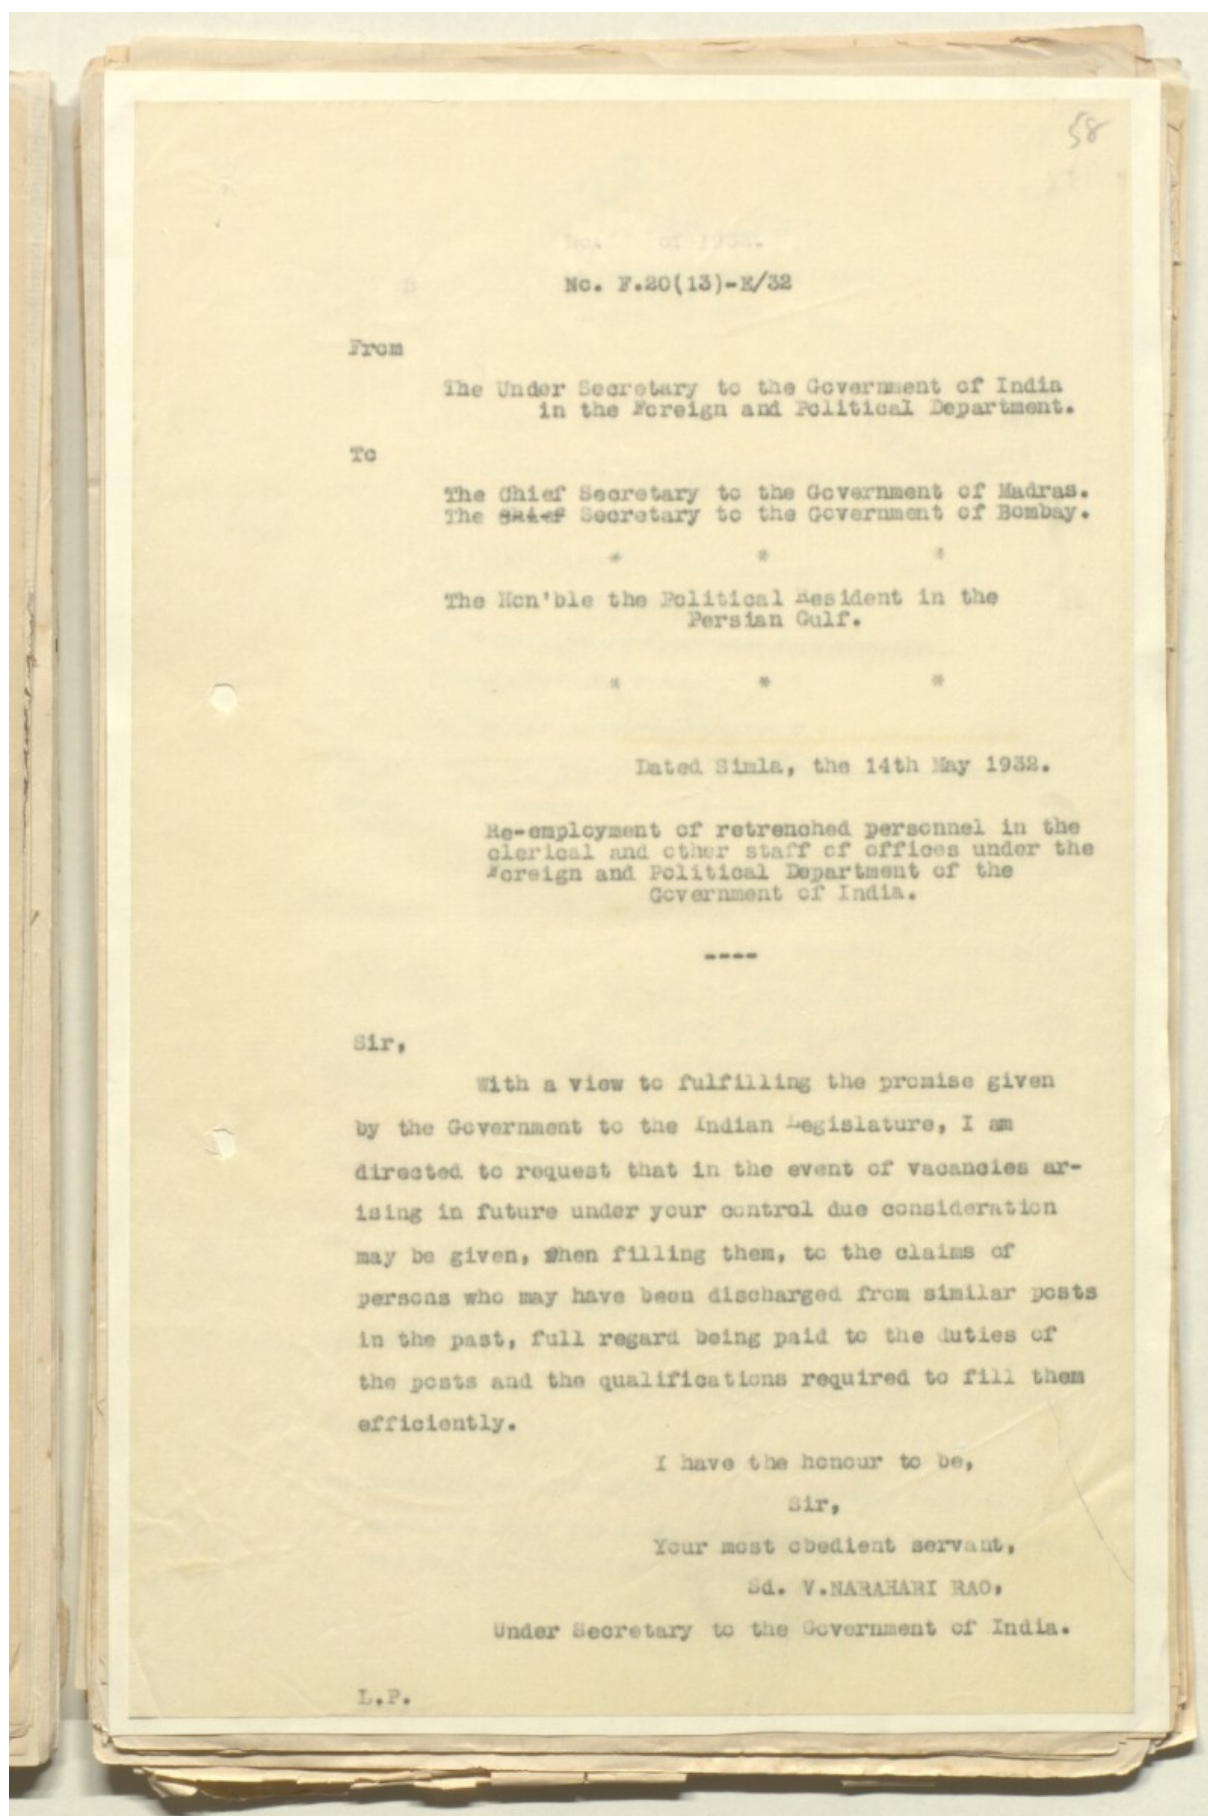 58
No. F.20(13)-E/32
From
The Under Secretary to the Government of India
in the Foreign and Political Department.
To
The Chief Secretary to the Government of Madras.
The Chief Secretary to the Government of Bombay.
* * *
The Hon'ble the Political Resident in the
Persian Gulf.
* * *
Dated Simla, the 14th May 1932.
Re-employment of retrenched personnel in the
clerical and other staff of offices under the
Foreign and Political Department of the
Government of India.
----
Sir,
With a view to fulfilling the promise given
by the Government to the Indian Legislature, I am
directed to request that in the event of vacancies ar-
ising in future under your control due consideration
may be given, when filling them, to the claims of
persons who may have been discharged from similar posts
in the past, full regard being paid to the duties of
the posts and the qualifications required to fill them
efficiently.
I have the honour to be,
Sir,
Your most obedient servant,
Sd. V.NARAHARI RAO,
Under Secretary to the Government of India.
L.P.